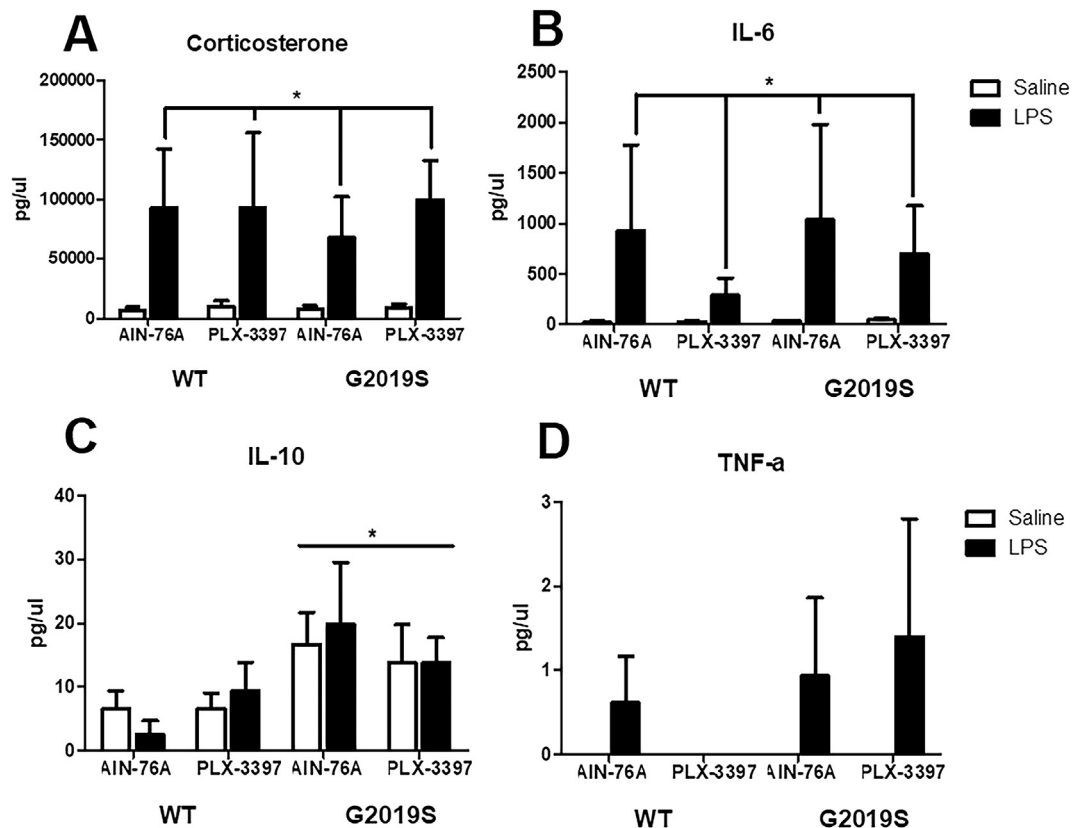 A
Corticosterone
200000
150000
100000
50000
0
pg/ul
*
AIN-76A PLX-3397 AIN-76A PLX-3397
WT G2019S
B
IL-6
2500
2000
1500
1000
500
0
pg/ul
*
Saline
LPS
AIN-76A PLX-3397 AIN-76A PLX-3397
WT G2019S
C
IL-10
40
30
20
10
0
pg/ul
*
AIN-76A PLX-3397 AIN-76A PLX-3397
WT G2019S
D
TNF-a
3
2
1
0
pg/ul
Saline
LPS
AIN-76A PLX-3397 AIN-76A PLX-3397
WT G2019S